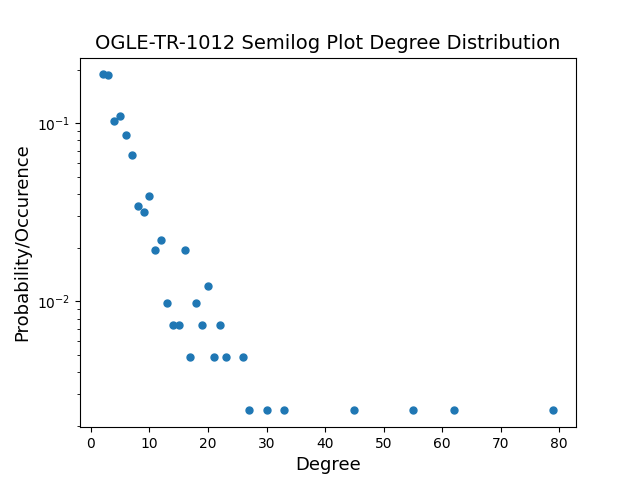 OGLE-TR-1012 Semilog Plot Degree Distribution
Probability/Occurence
10⁻¹
10⁻²
0 10 20 30 40 50 60 70 80
Degree